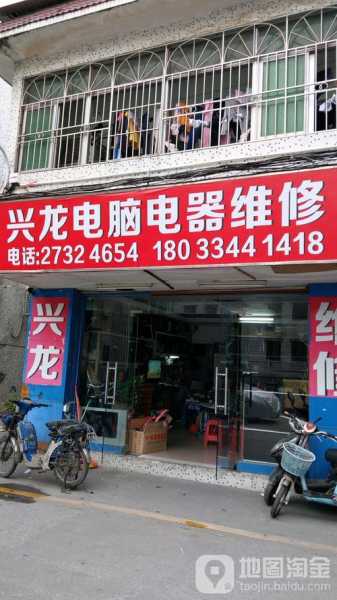 兴龙电脑电器维修
电话:2732 4654 180 3344 1418
兴龙
维修
地图淘金
taojin.baidu.com